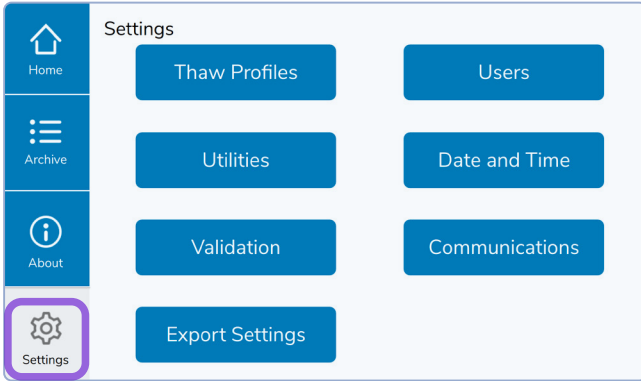 Home
Archive
About
Settings
Settings
Thaw Profiles
Users
Utilities
Date and Time
Validation
Communications
Export Settings